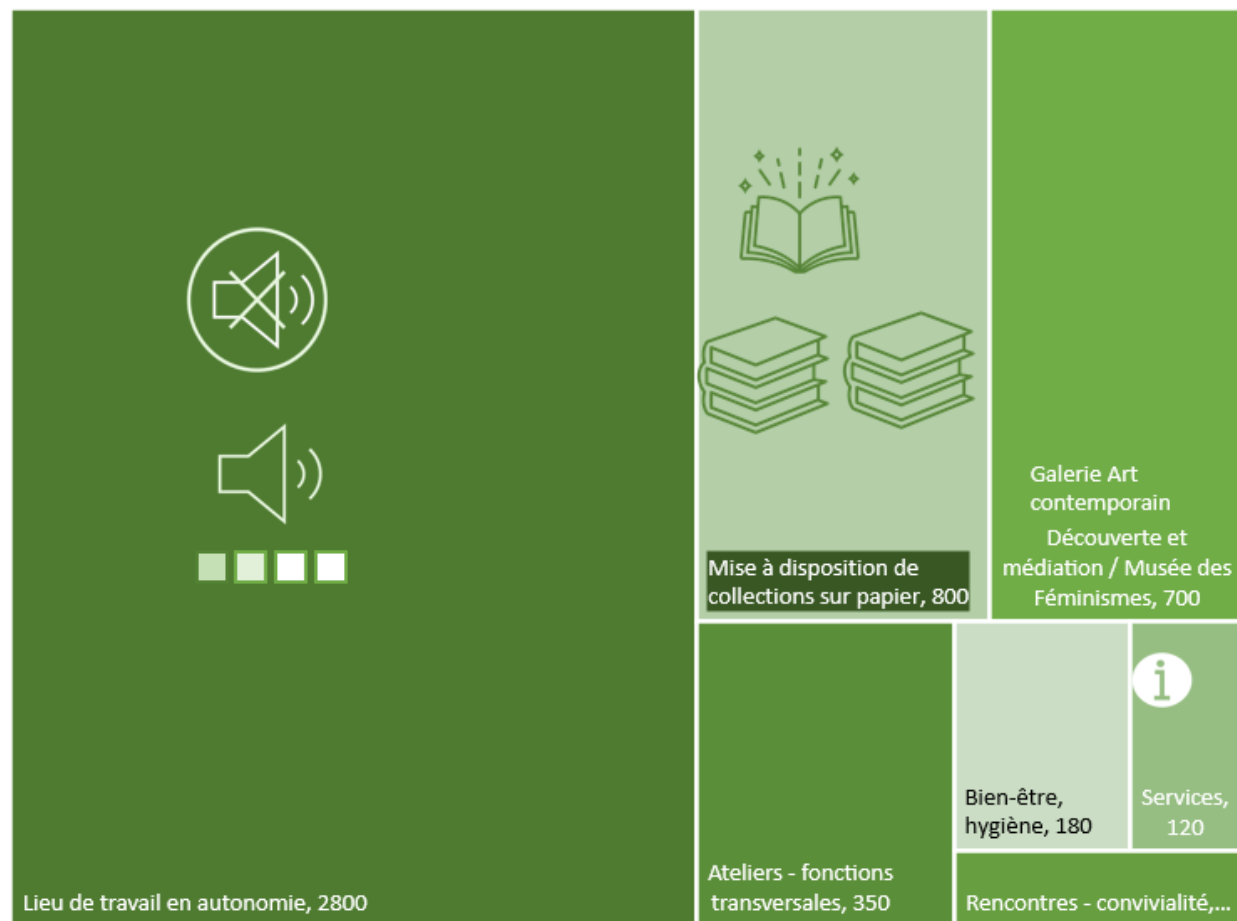 Lieu de travail en autonomie, 2800
Mise à disposition de
collections sur papier, 800
Galerie Art
contemporain
Découverte et
médiation / Musée des
Féminismes, 700
Ateliers - fonctions
transversales, 350
Bien-être,
hygiène, 180
i
Services,
120
Rencontres - convivialité,...